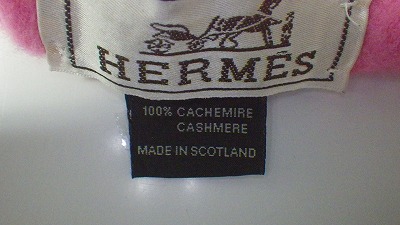 HERMÈS
100% CACHEMIRE
CASHMERE
MADE IN SCOTLAND